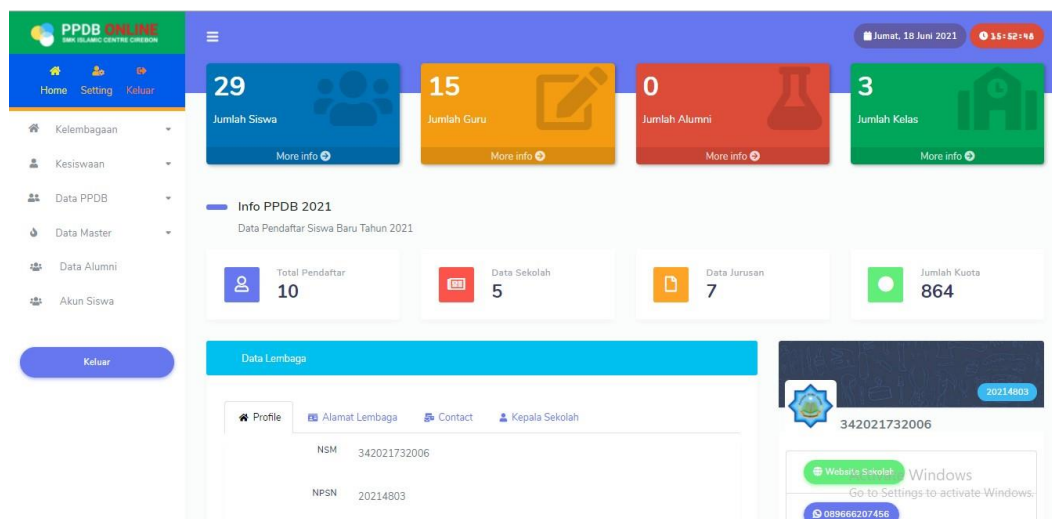 PPDB ONLINE
SMK ISLAMIC CENTRE CIREBON
Jumat, 18 Juni 2021
15:52:48
Home Setting Keluar
Kelembagaan
Kesiswaan
Data PPDB
Data Master
Data Alumni
Akun Siswa
Keluar
29
Jumlah Siswa
More info
15
Jumlah Guru
More info
0
Jumlah Alumni
More info
3
Jumlah Kelas
More info
Info PPDB 2021
Data Pendaftar Siswa Baru Tahun 2021
Total Pendaftar
10
Data Sekolah
5
Data Jurusan
7
Jumlah Kuota
864
Data Lembaga
Profile Alamat Lembaga Contact Kepala Sekolah
NSM 342021732006
NPSN 20214803
20214803
342021732006
Website Sekolah
089666207456
Activate Windows
Go to Settings to activate Windows.